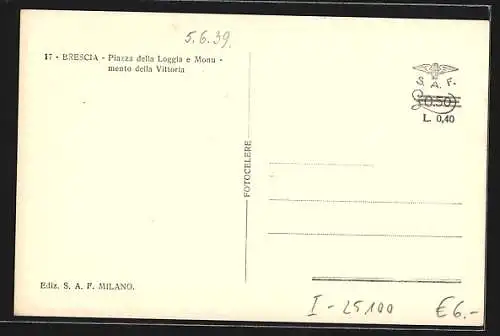 5.6.39.
17 - BRESCIA - Piazza della Loggia e Monu -
mento della Vittoria
S. A. F.
0.50
L. 0,40
FOTOCELERE
Ediz. S. A. F. MILANO.
I - 25100
€ 6.-